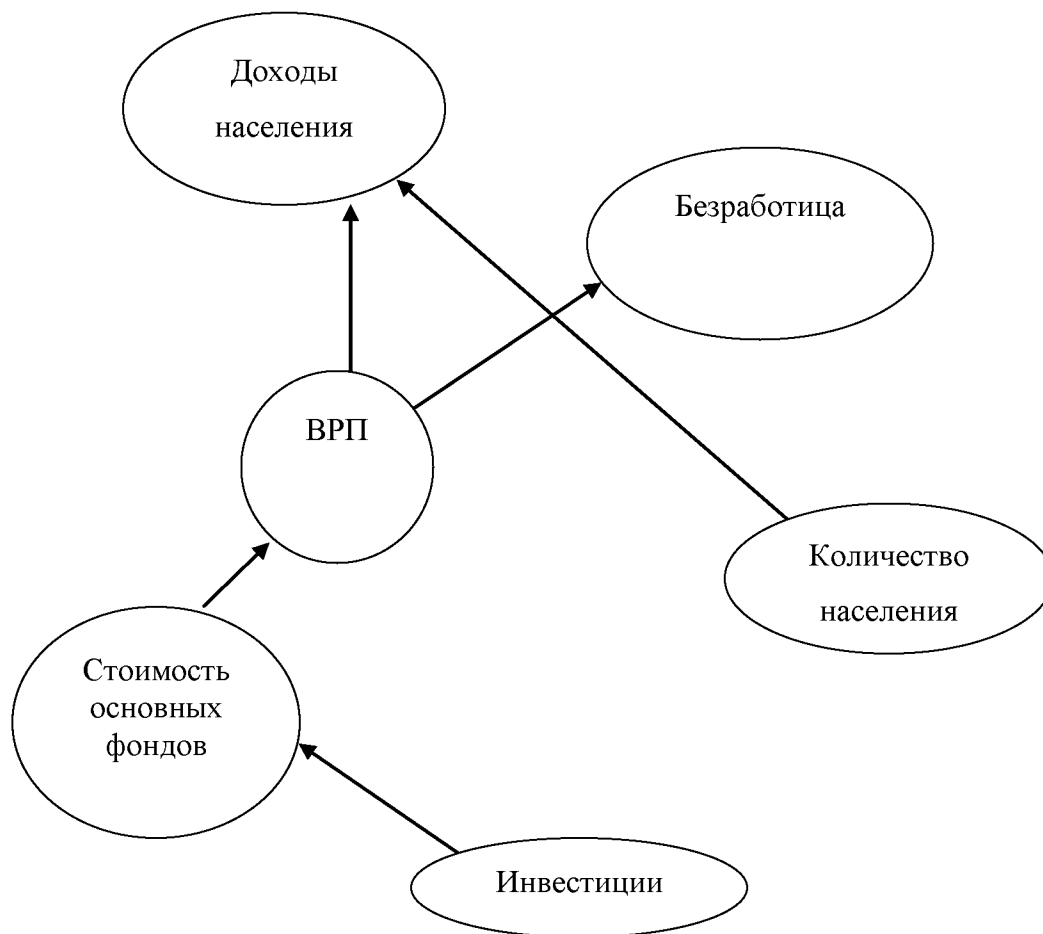 Доходы
населения
Безработица
ВРП
Количество
населения
Стоимость
основных
фондов
Инвестиции